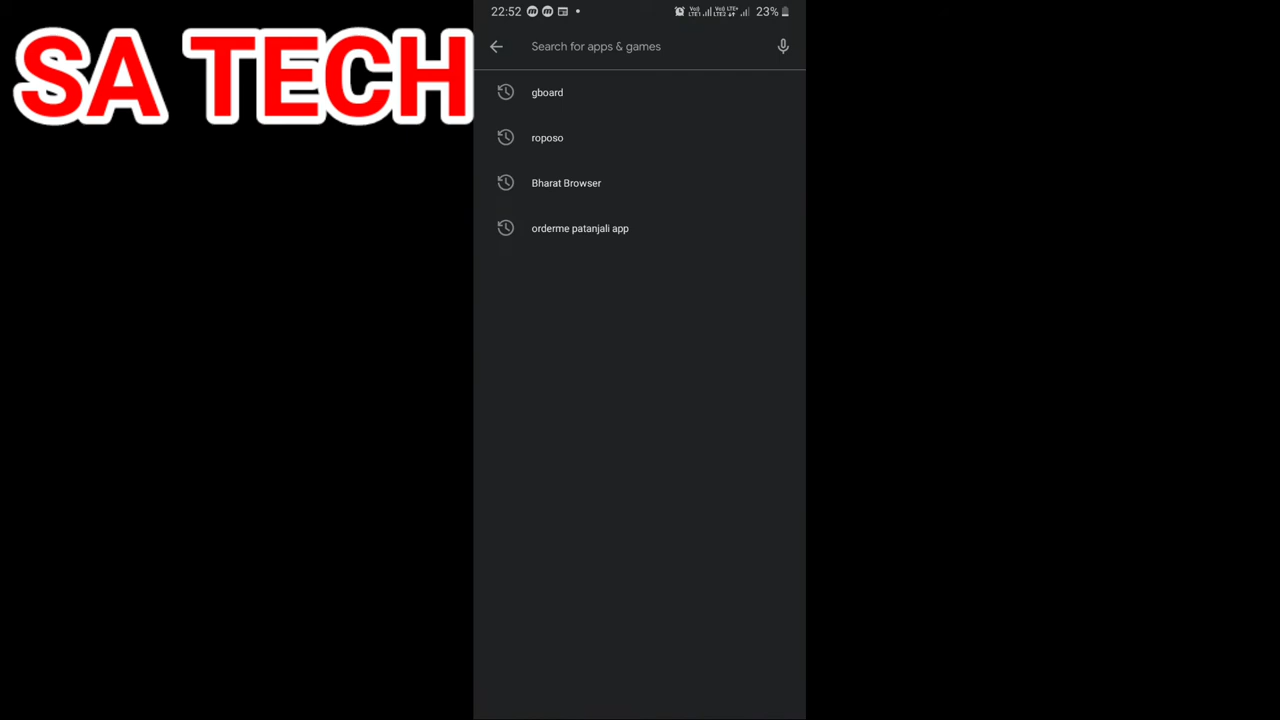 SA TECH
22:52 23%
Search for apps & games
gboard
roposo
Bharat Browser
orderme patanjali app